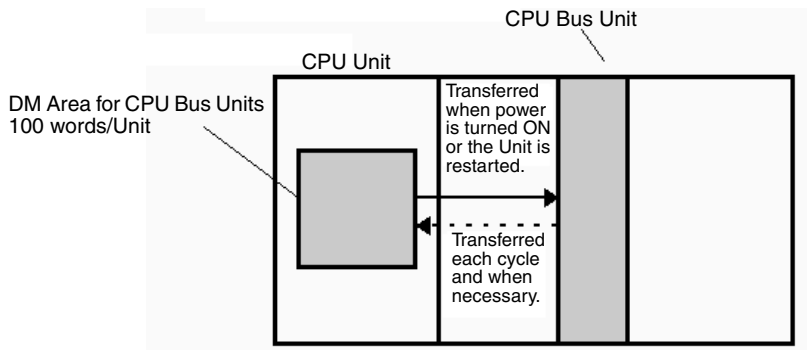 CPU Bus Unit
CPU Unit
DM Area for CPU Bus Units
100 words/Unit
Transferred
when power
is turned ON
or the Unit is
restarted.
Transferred
each cycle
and when
necessary.